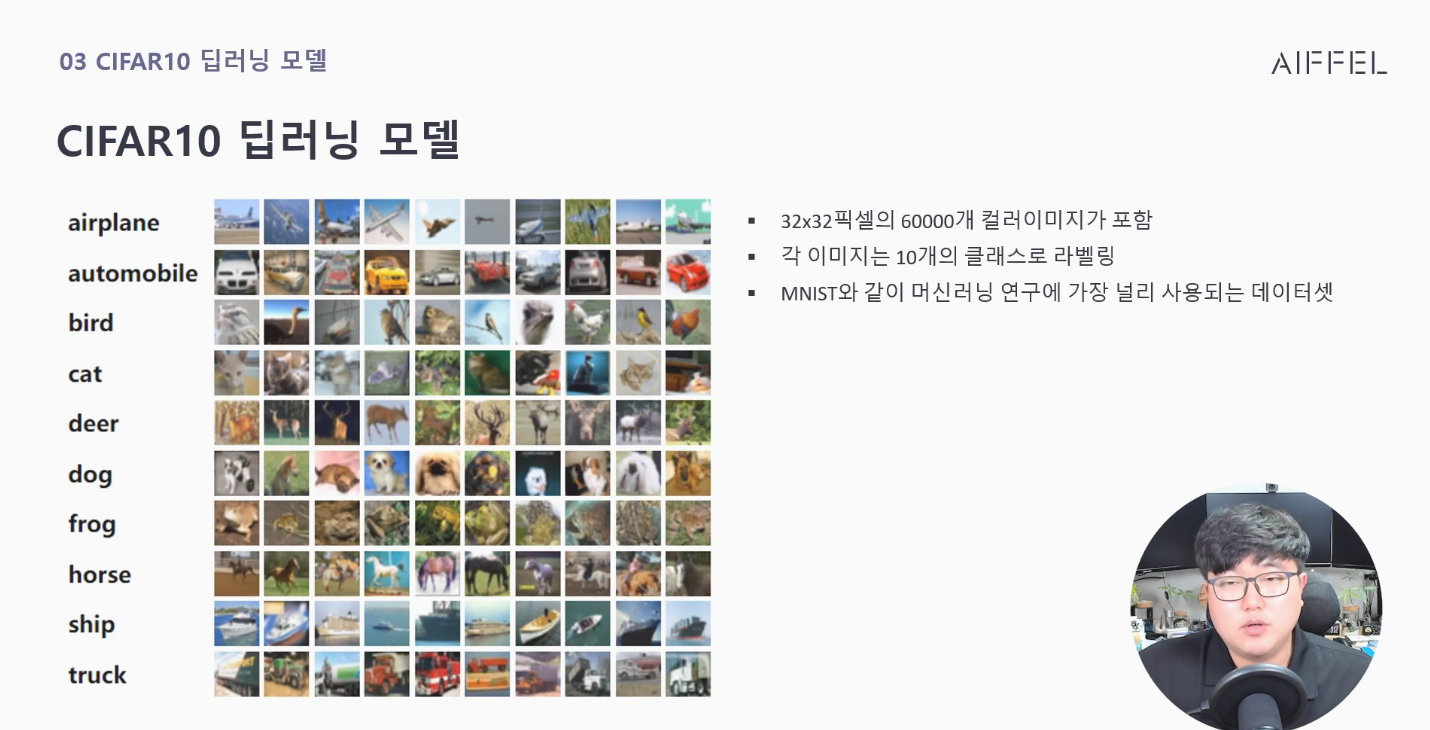 03 CIFAR10 딥러닝 모델
AIFFEL
CIFAR10 딥러닝 모델
airplane
automobile
bird
cat
deer
dog
frog
horse
ship
truck
▪ 32x32픽셀의 60000개 컬러이미지가 포함
▪ 각 이미지는 10개의 클래스로 라벨링
▪ MNIST와 같이 머신러닝 연구에 가장 널리 사용되는 데이터셋